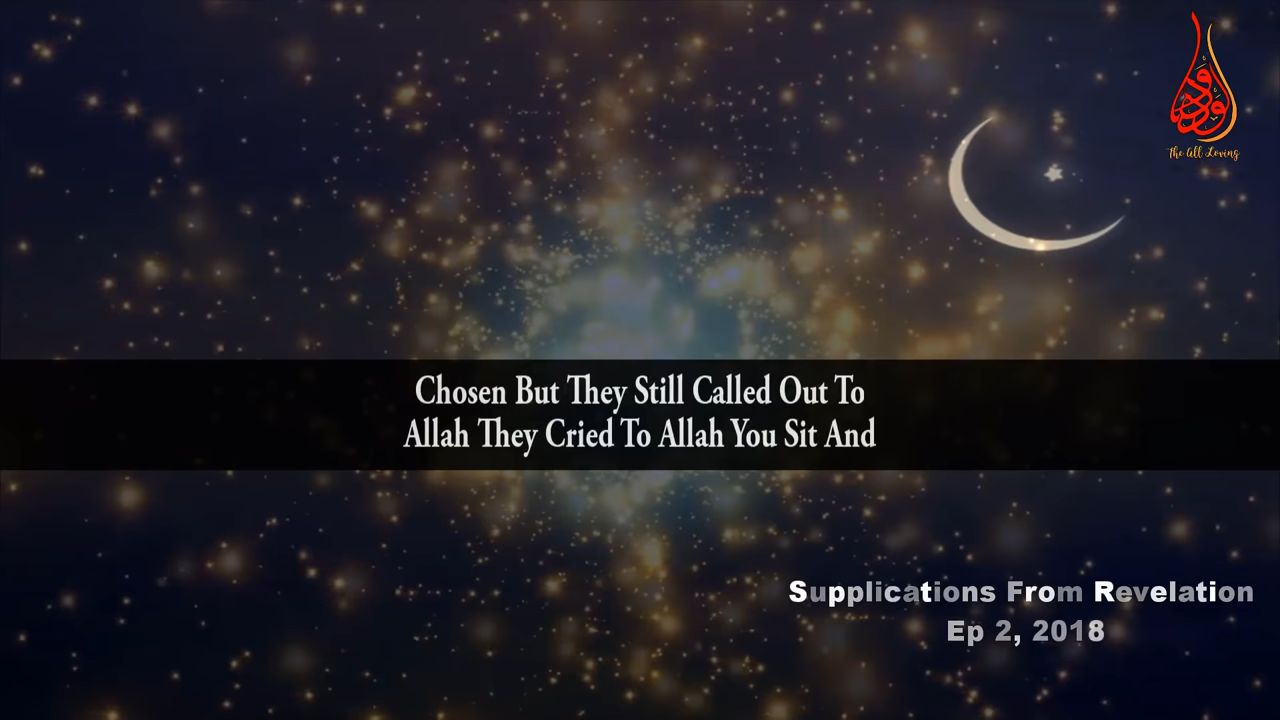 الودود
The All Loving
Chosen But They Still Called Out To
Allah They Cried To Allah You Sit And
Supplications From Revelation
Ep 2, 2018